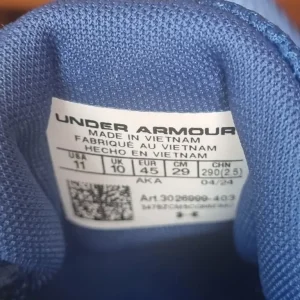 UNDER ARMOUR
MADE IN VIETNAM
FABRIQUÉ AU VIETNAM
HECHO EN VIETNAM
USA UK EUR CM CHN
11 10 45 29 290(2.5)
AKA 04/24
Art.3026999-403